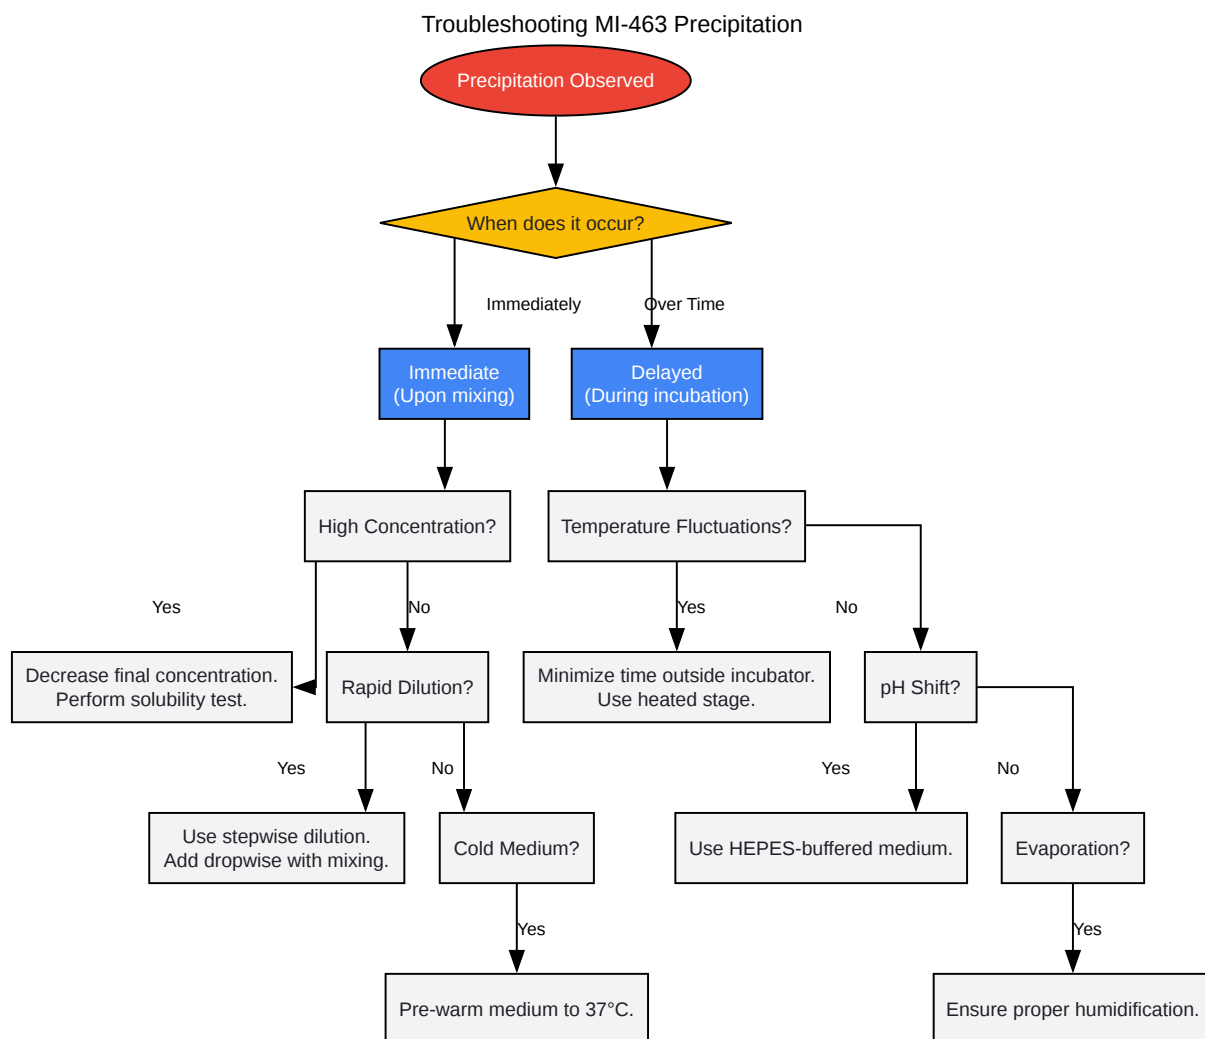 Troubleshooting MI-463 Precipitation
Precipitation Observed
When does it occur?
Immediately
Over Time
Immediate
(Upon mixing)
Delayed
(During incubation)
High Concentration?
Temperature Fluctuations?
Yes
No
Yes
No
Decrease final concentration.
Perform solubility test.
Rapid Dilution?
Minimize time outside incubator.
Use heated stage.
pH Shift?
Yes
No
Yes
No
Use stepwise dilution.
Add dropwise with mixing.
Cold Medium?
Use HEPES-buffered medium.
Evaporation?
Yes
Yes
Pre-warm medium to 37°C.
Ensure proper humidification.